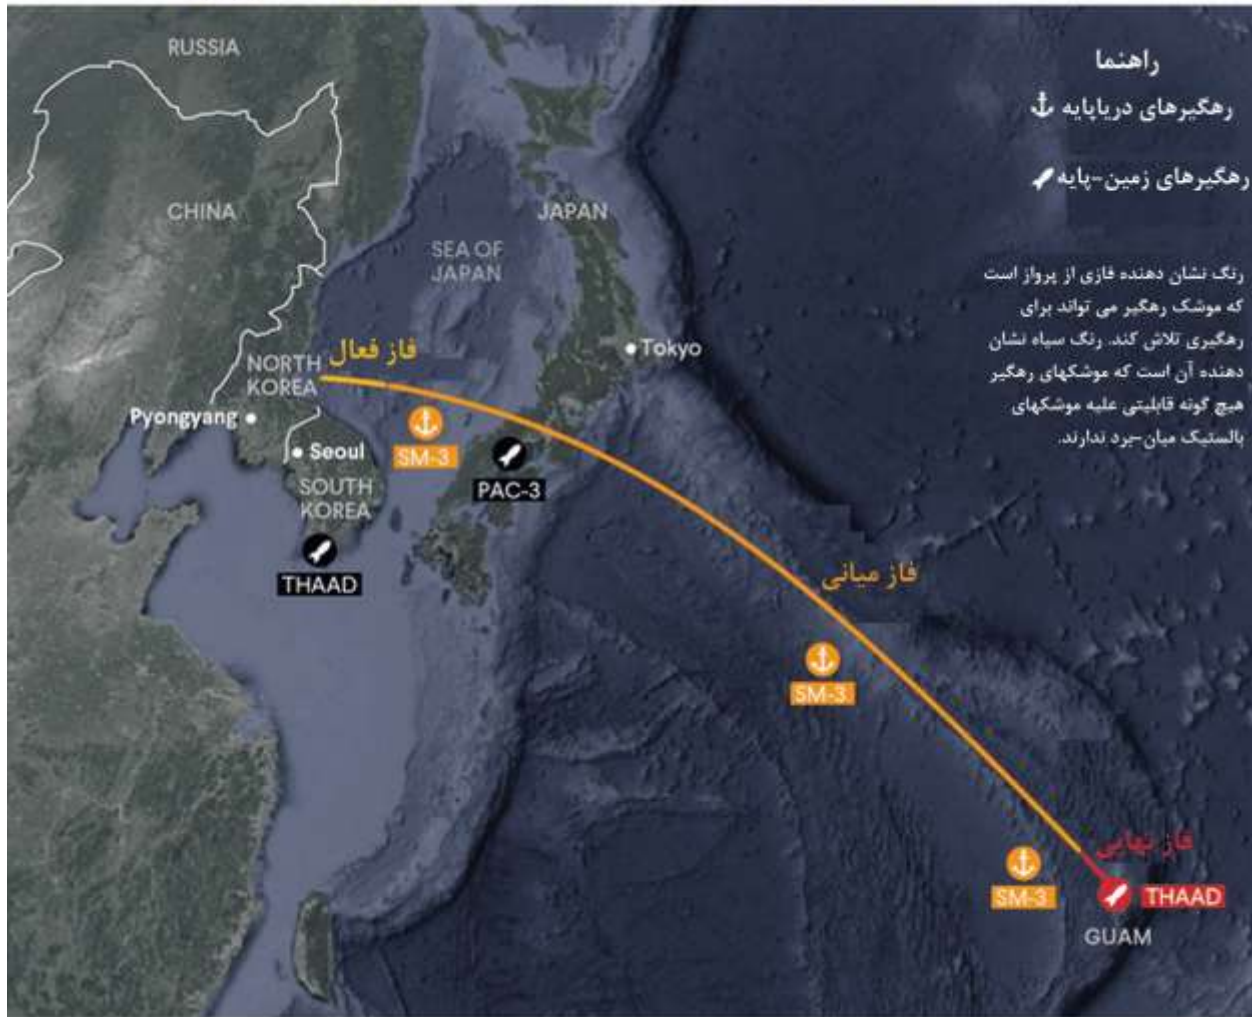 RUSSIA
راهنما
رهگیرهای دریاپایه
رهگیرهای زمین-پایه
CHINA
JAPAN
SEA OF
JAPAN
رنگ نشان دهنده فازی از پرواز است
که موشک رهگیر می تواند برای
رهگیری تلاش کند. رنگ سیاه نشان
دهنده آن است که موشکهای رهگیر
هیچ گونه قابلیتی علیه موشکهای
بالستیک میان-برد ندارند.
فاز فعال
Tokyo
NORTH
KOREA
Pyongyang
Seoul
SM-3
PAC-3
SOUTH
KOREA
THAAD
فاز میانی
SM-3
فاز نهایی
SM-3
THAAD
GUAM